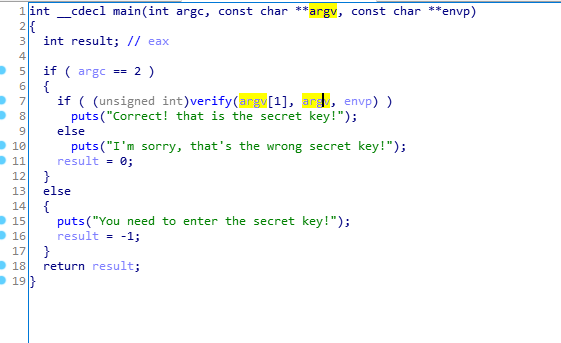 1 int __cdecl main(int argc, const char **argv, const char **envp)
2 {
3 int result; // eax
4
5 if ( argc == 2 )
6 {
7 if ( (unsigned int)verify(argv[1], argv, envp) )
8 puts("Correct! that is the secret key!");
9 else
10 puts("I'm sorry, that's the wrong secret key!");
11 result = 0;
12 }
13 else
14 {
15 puts("You need to enter the secret key!");
16 result = -1;
17 }
18 return result;
19 }